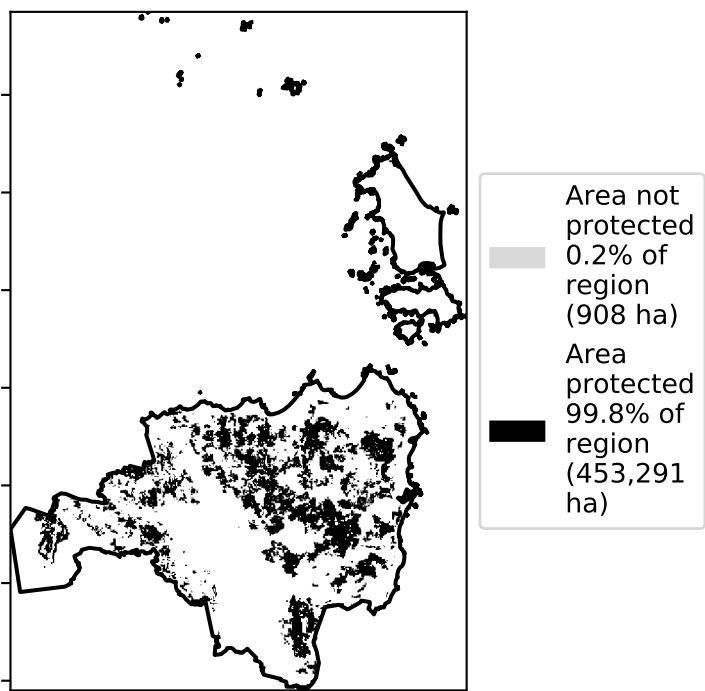 Area not
protected
0.2% of
region
(908 ha)
Area
protected
99.8% of
region
(453,291
ha)